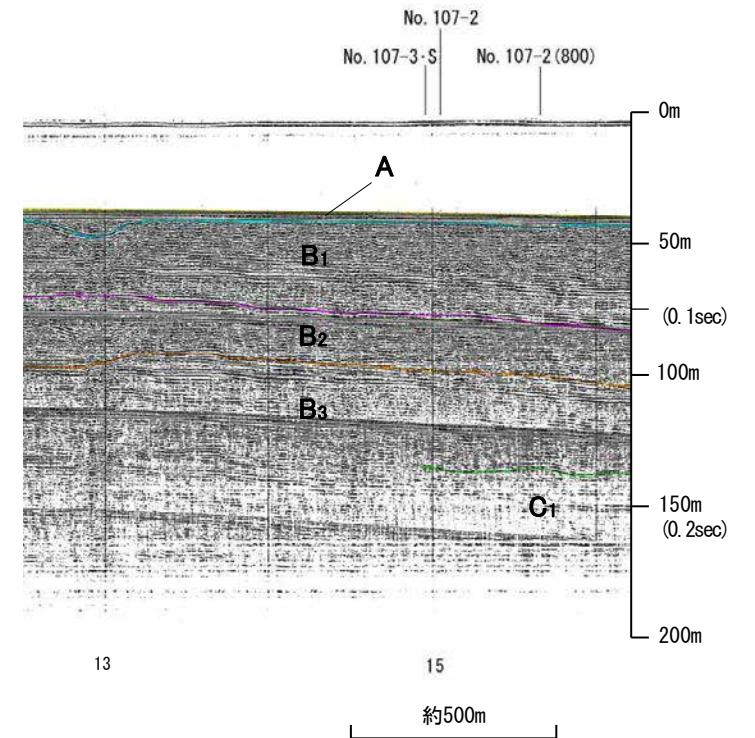 No. 107-2
No. 107-3·S
No. 107-2(800)
0m
A
50m
B1
(0.1sec)
B2
100m
B3
C1
150m
(0.2sec)
200m
13
15
約500m